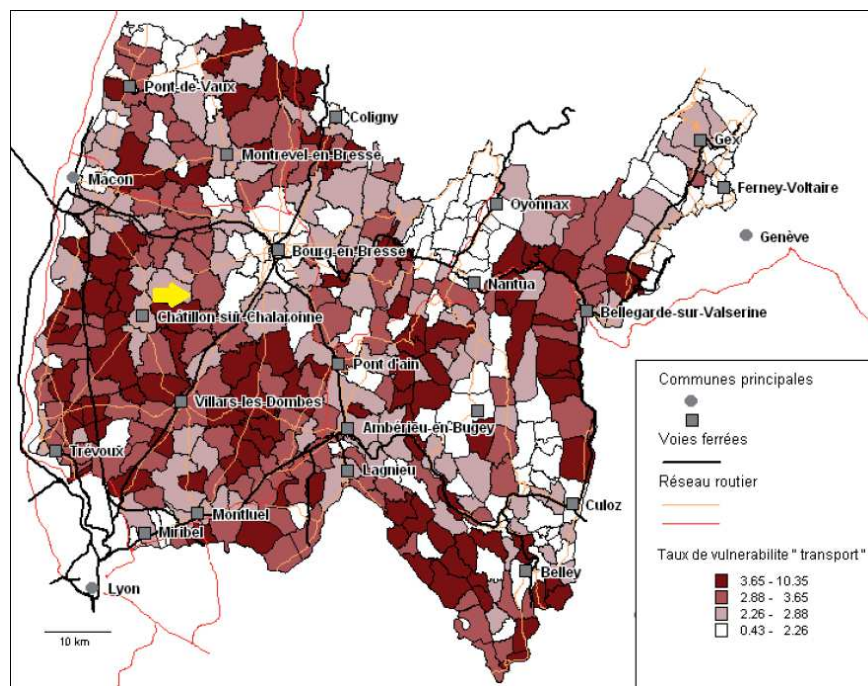 Pont-de-Vaux
Coligny
Montrevel-en-Bresse
Gex
Mâcon
Ferney-Voltaire
Oyonnax
Genève
Bourg-en-Bresse
Nantua
Châtillon-sur-Chalaronne
Bellegarde-sur-Valserine
Pont d'ain
Villars-les-Dombes
Ambérieu-en-Bugey
Trévoux
Lagnieu
Culoz
Montluel
Miribel
Belley
Lyon
10 km
Communes principales
Voies ferrées
Réseau routier
Taux de vulnerabilite " transport "
3.65 - 10.35
2.88 - 3.65
2.26 - 2.88
0.43 - 2.26